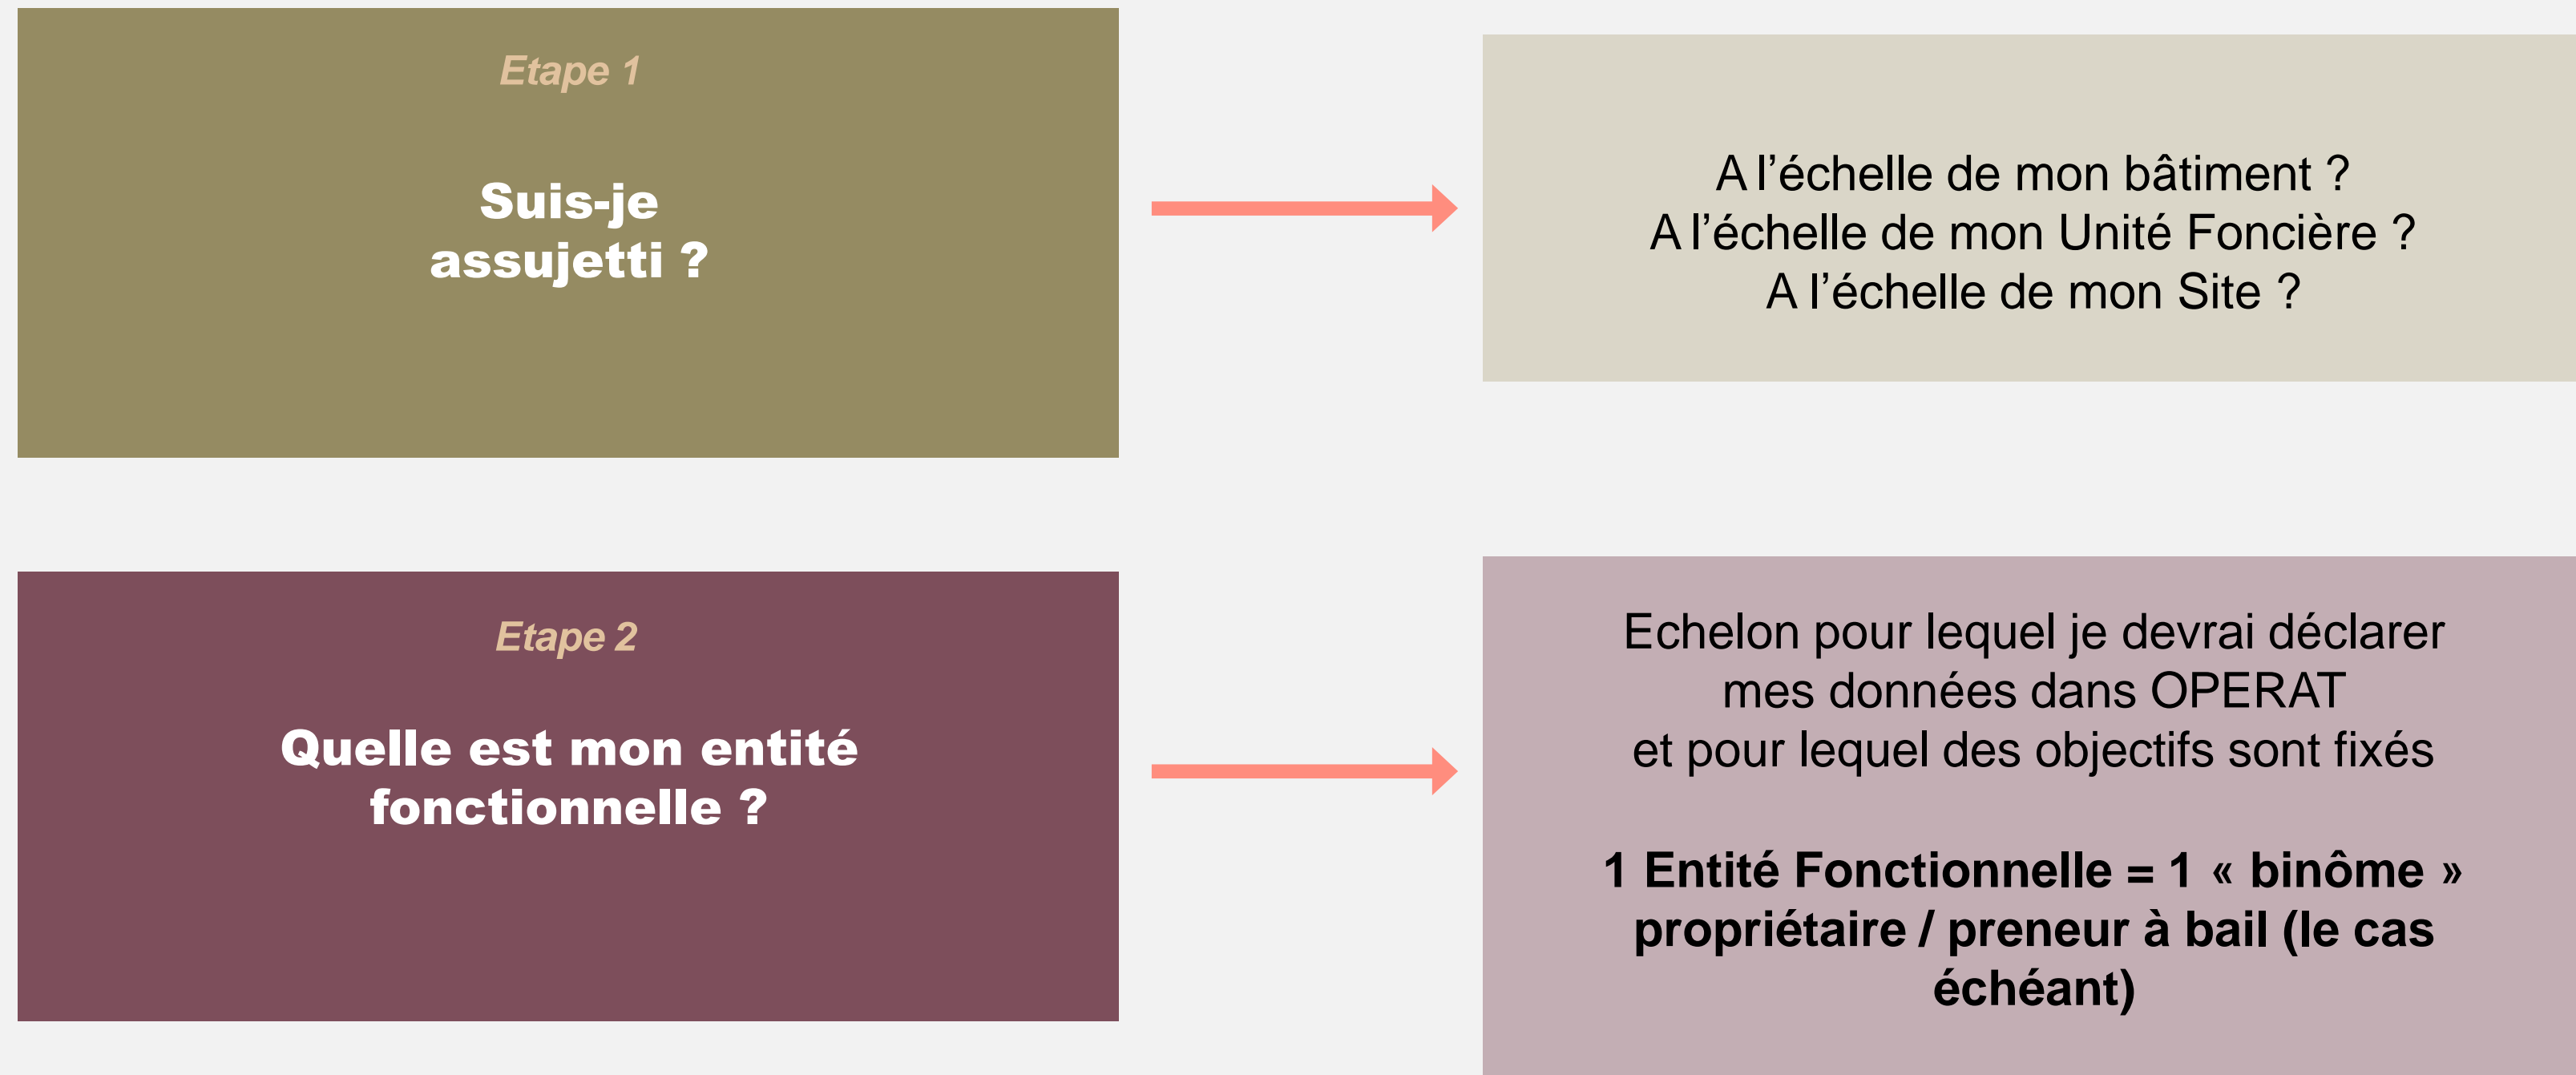 Etape 1
Suis-je
assujetti ?
A l’échelle de mon bâtiment ?
A l’échelle de mon Unité Foncière ?
A l’échelle de mon Site ?
Etape 2
Quelle est mon entité
fonctionnelle ?
Echelon pour lequel je devrai déclarer
mes données dans OPERAT
et pour lequel des objectifs sont fixés
1 Entité Fonctionnelle = 1 « binôme »
propriétaire / preneur à bail (le cas
échéant)